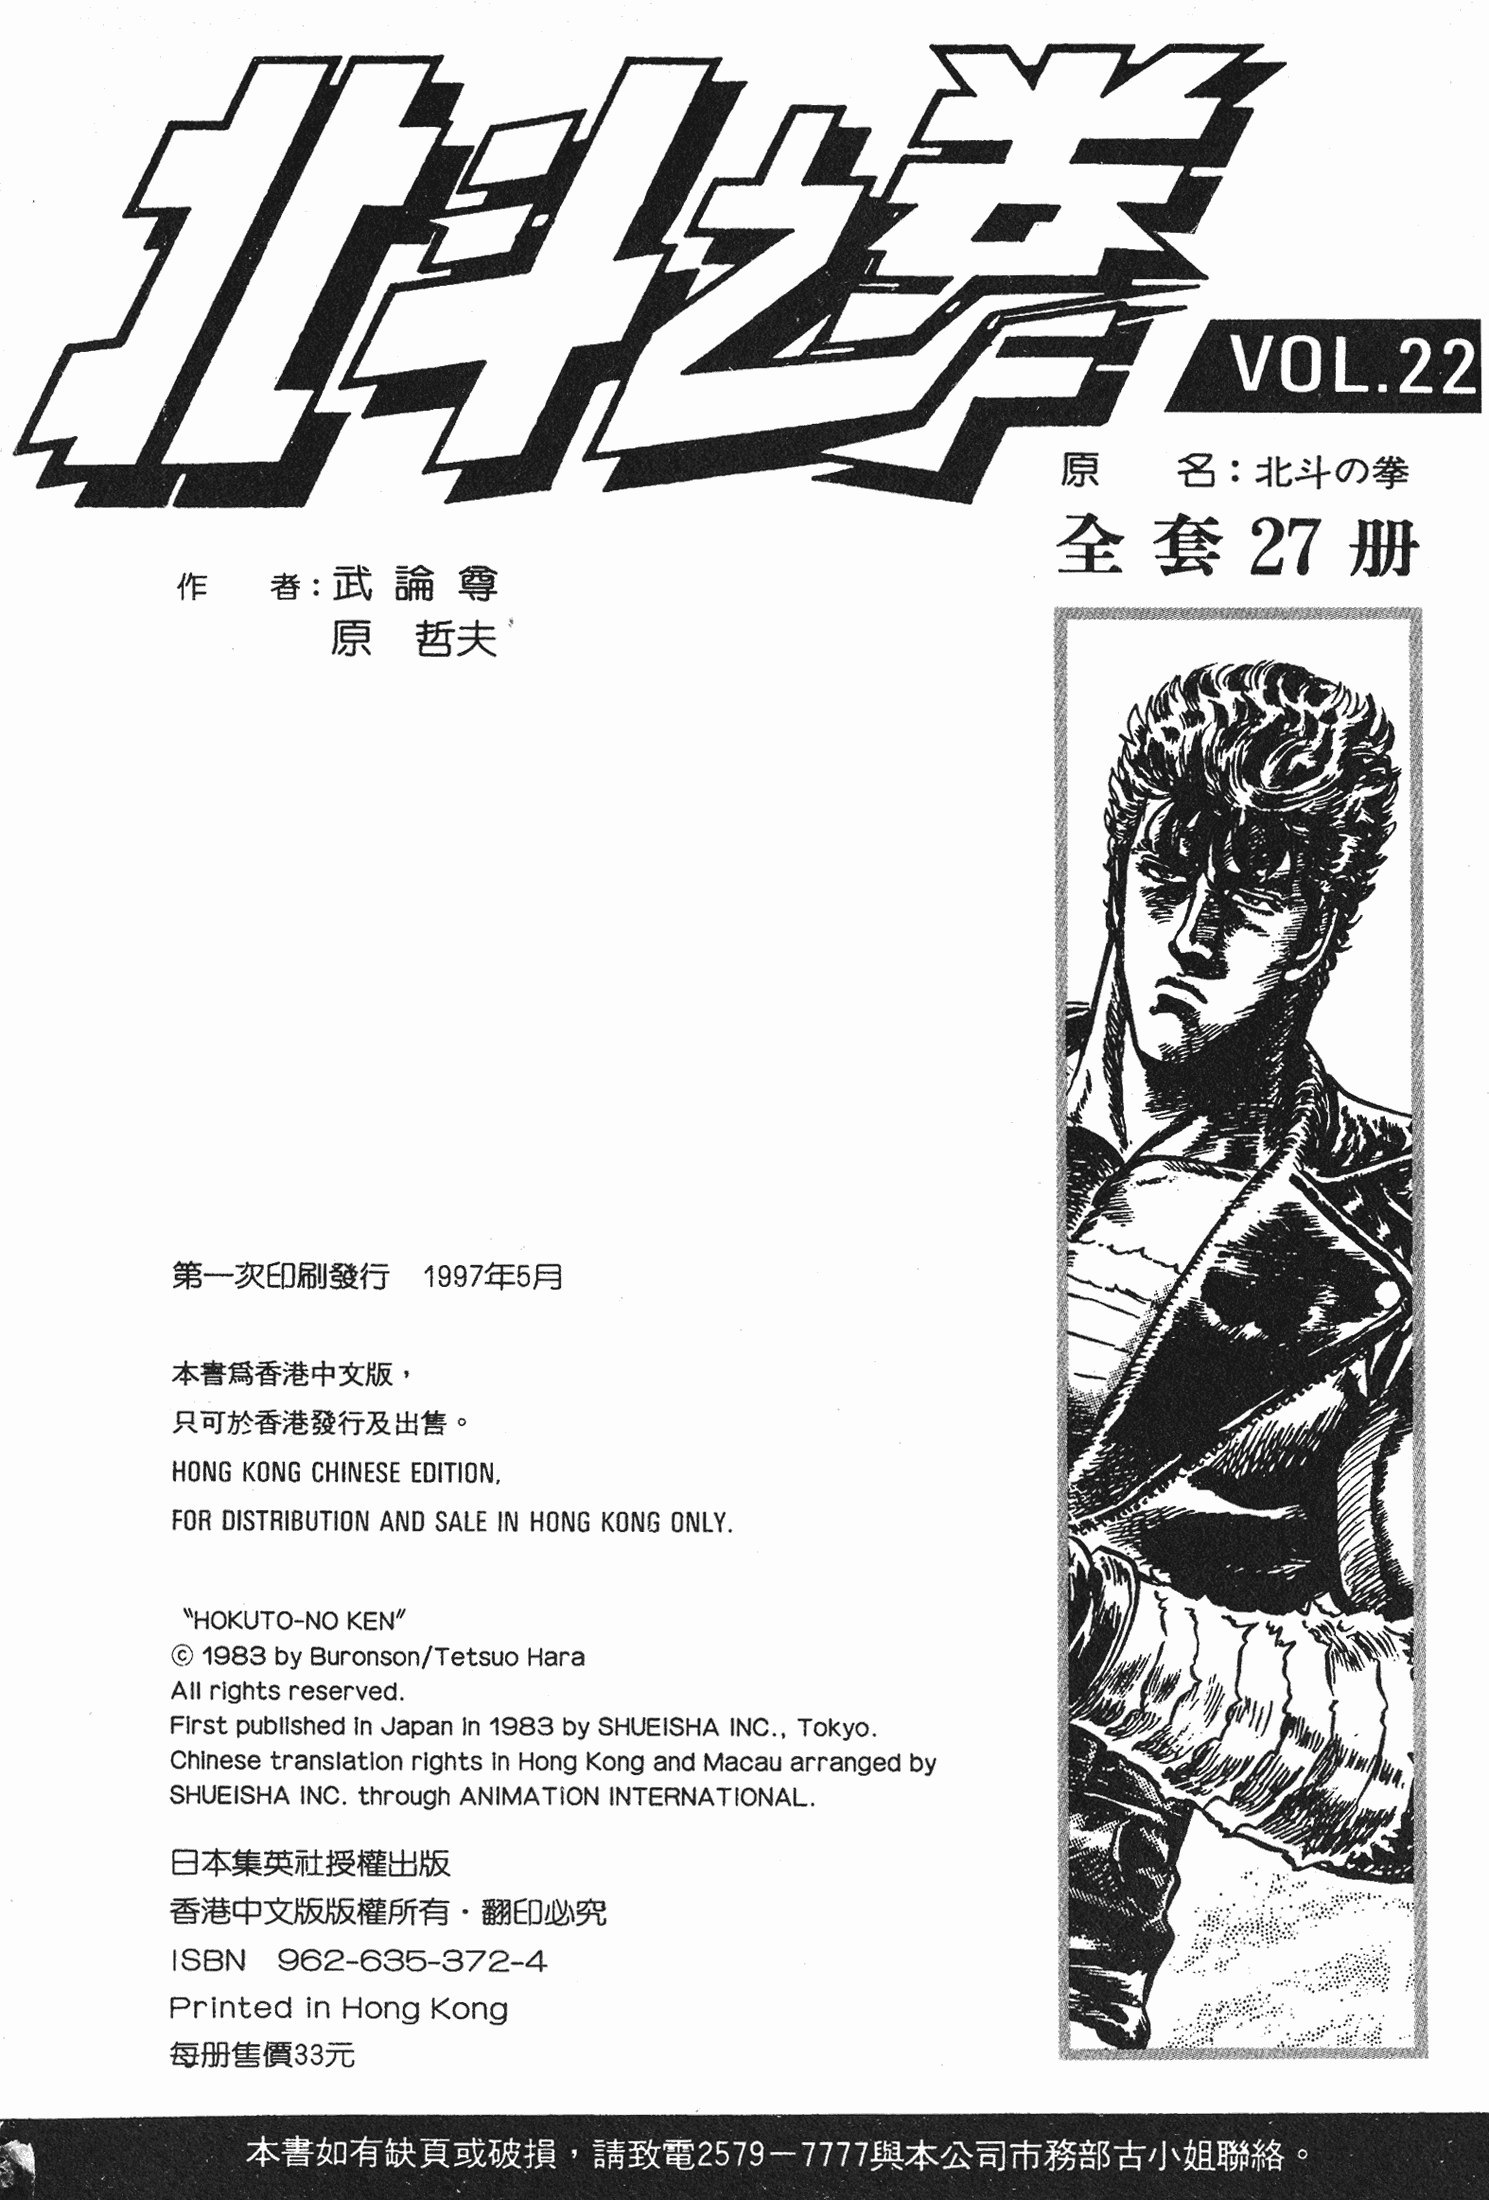 北斗之拳
VOL.22
原 名：北斗の拳
全套27册
作 者：武論尊
原 哲夫
第一次印刷發行 1997年5月
本書爲香港中文版，
只可於香港發行及出售。
HONG KONG CHINESE EDITION,
FOR DISTRIBUTION AND SALE IN HONG KONG ONLY.
"HOKUTO-NO KEN"
© 1983 by Buronson/Tetsuo Hara
All rights reserved.
First published in Japan in 1983 by SHUEISHA INC., Tokyo.
Chinese translation rights in Hong Kong and Macau arranged by
SHUEISHA INC. through ANIMATION INTERNATIONAL.
日本集英社授權出版
香港中文版版權所有・翻印必究
ISBN 962-635-372-4
Printed in Hong Kong
每册售價33元
本書如有缺頁或破損，請致電2579－7777與本公司市務部古小姐聯絡。